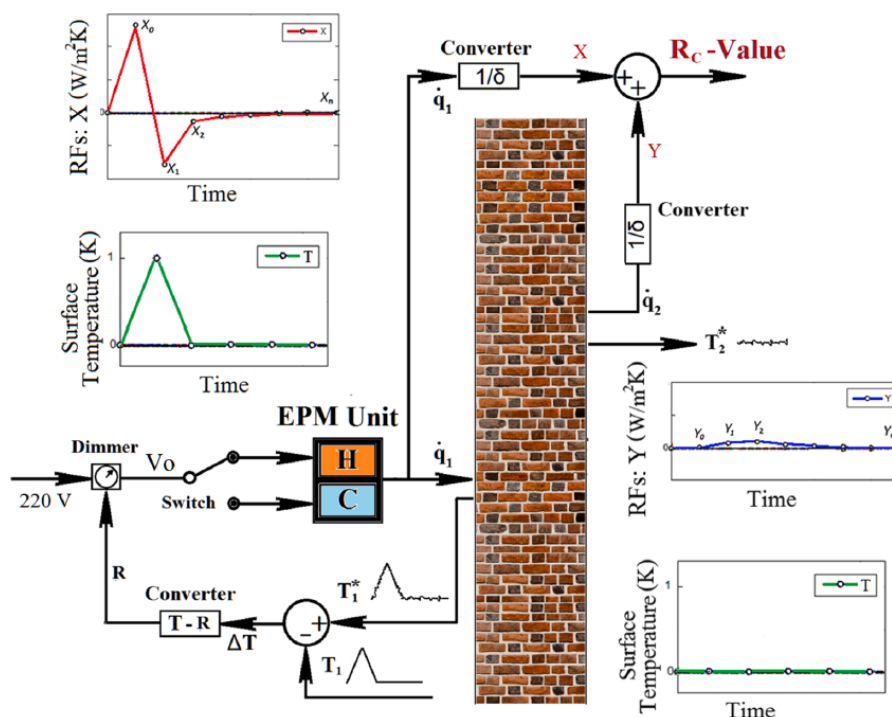 RFs: X (W/m²K)
X₀
X₁
X₂
Xₙ
X
0
Time
Converter
1/δ
q̇₁
X
+
+
R_C -Value
Y
Converter
1/δ
q̇₂
T₂*
Surface
Temperature (K)
1
0
T
Time
EPM Unit
H
C
Dimmer
Vo
220 V
Switch
q̇₁
R
Converter
T - R
ΔT
-
+
T₁*
T₁
RFs: Y (W/m²K)
0
Y₀
Y₁
Y₂
Y
Time
Surface
Temperature (K)
1
0
T
Time